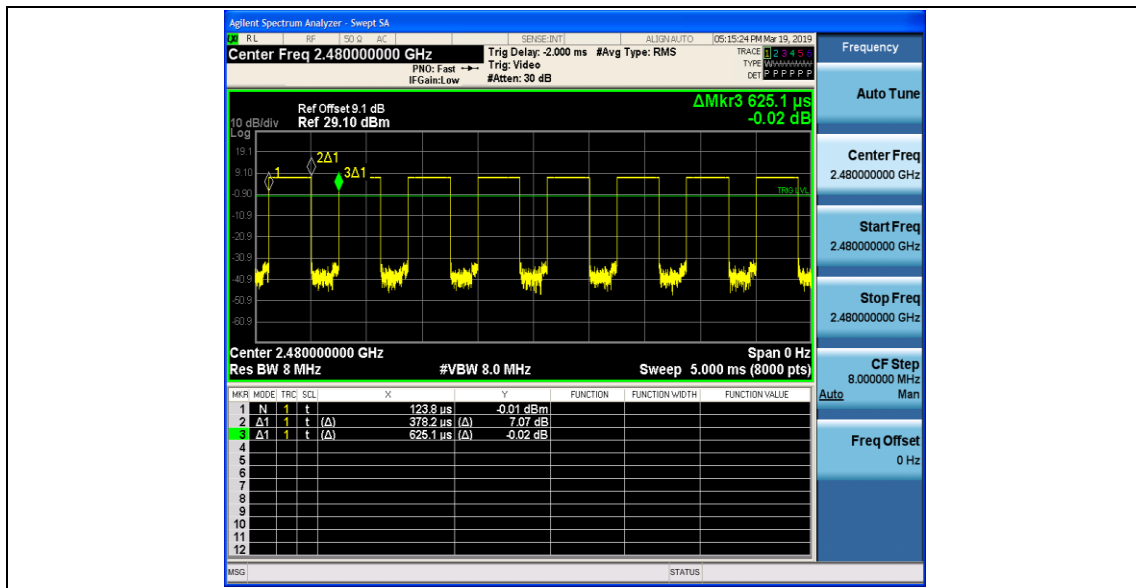 Agilent Spectrum Analyzer - Swept SA
RL RF 50 Ω AC SENSE:INT ALIGN AUTO 05:15:24 PM Mar 19, 2019
Center Freq 2.480000000 GHz
PNO: Fast
IFGain:Low
Trig Delay: -2.000 ms
Trig: Video
#Atten: 30 dB
#Avg Type: RMS
TRACE 1 2 3 4 5 6
TYPE
DET P P P P P P
Ref Offset 9.1 dB
10 dB/div Ref 29.10 dBm
Log
ΔMkr3 625.1 µs
-0.02 dB
19.1
9.10
-0.90
-10.9
-20.9
-30.9
-40.9
-50.9
-60.9
1
2Δ1
3Δ1
TRIG LVL
Center 2.480000000 GHz Span 0 Hz
Res BW 8 MHz #VBW 8.0 MHz Sweep 5.000 ms (8000 pts)
MKR MODE TRC SCL X Y FUNCTION FUNCTION WIDTH FUNCTION VALUE
1 N 1 t 123.8 µs -0.01 dBm
2 Δ1 1 t (Δ) 378.2 µs (Δ) 7.07 dB
3 Δ1 1 t (Δ) 625.1 µs (Δ) -0.02 dB
4
5
6
7
8
9
10
11
12
MSG STATUS
Frequency
Auto Tune
Center Freq
2.480000000 GHz
Start Freq
2.480000000 GHz
Stop Freq
2.480000000 GHz
CF Step
8.000000 MHz
Auto Man
Freq Offset
0 Hz